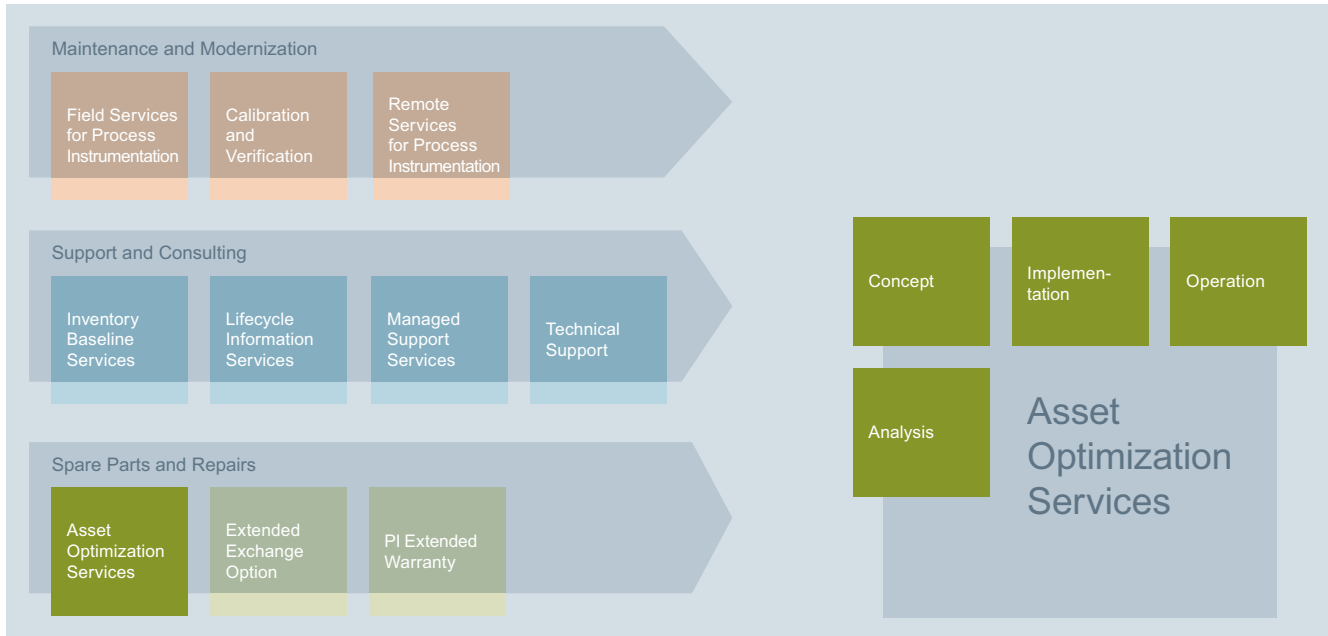 Maintenance and Modernization
Field Services
for Process
Instrumentation
Calibration
and
Verification
Remote
Services
for Process
Instrumentation
Support and Consulting
Inventory
Baseline
Services
Lifecycle
Information
Services
Managed
Support
Services
Technical
Support
Spare Parts and Repairs
Asset
Optimization
Services
Extended
Exchange
Option
PI Extended
Warranty
Concept
Implemen-
tation
Operation
Analysis
Asset
Optimization
Services